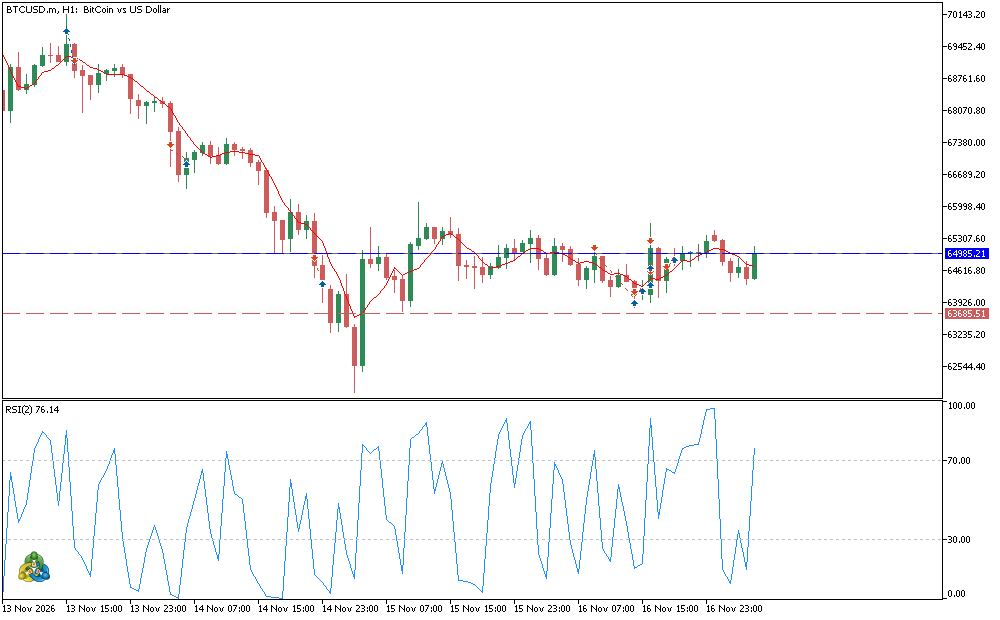 BTCUSD.m, H1: BitCoin vs US Dollar
70143.20
69452.40
68761.60
68070.80
67380.00
66689.20
65998.40
65307.60
64985.21
64616.80
63926.00
63685.51
63235.20
62544.40
RSI(2) 76.14
100.00
70.00
30.00
0.00
13 Nov 2026
13 Nov 15:00
13 Nov 23:00
14 Nov 07:00
14 Nov 15:00
14 Nov 23:00
15 Nov 07:00
15 Nov 15:00
15 Nov 23:00
16 Nov 07:00
16 Nov 15:00
16 Nov 23:00